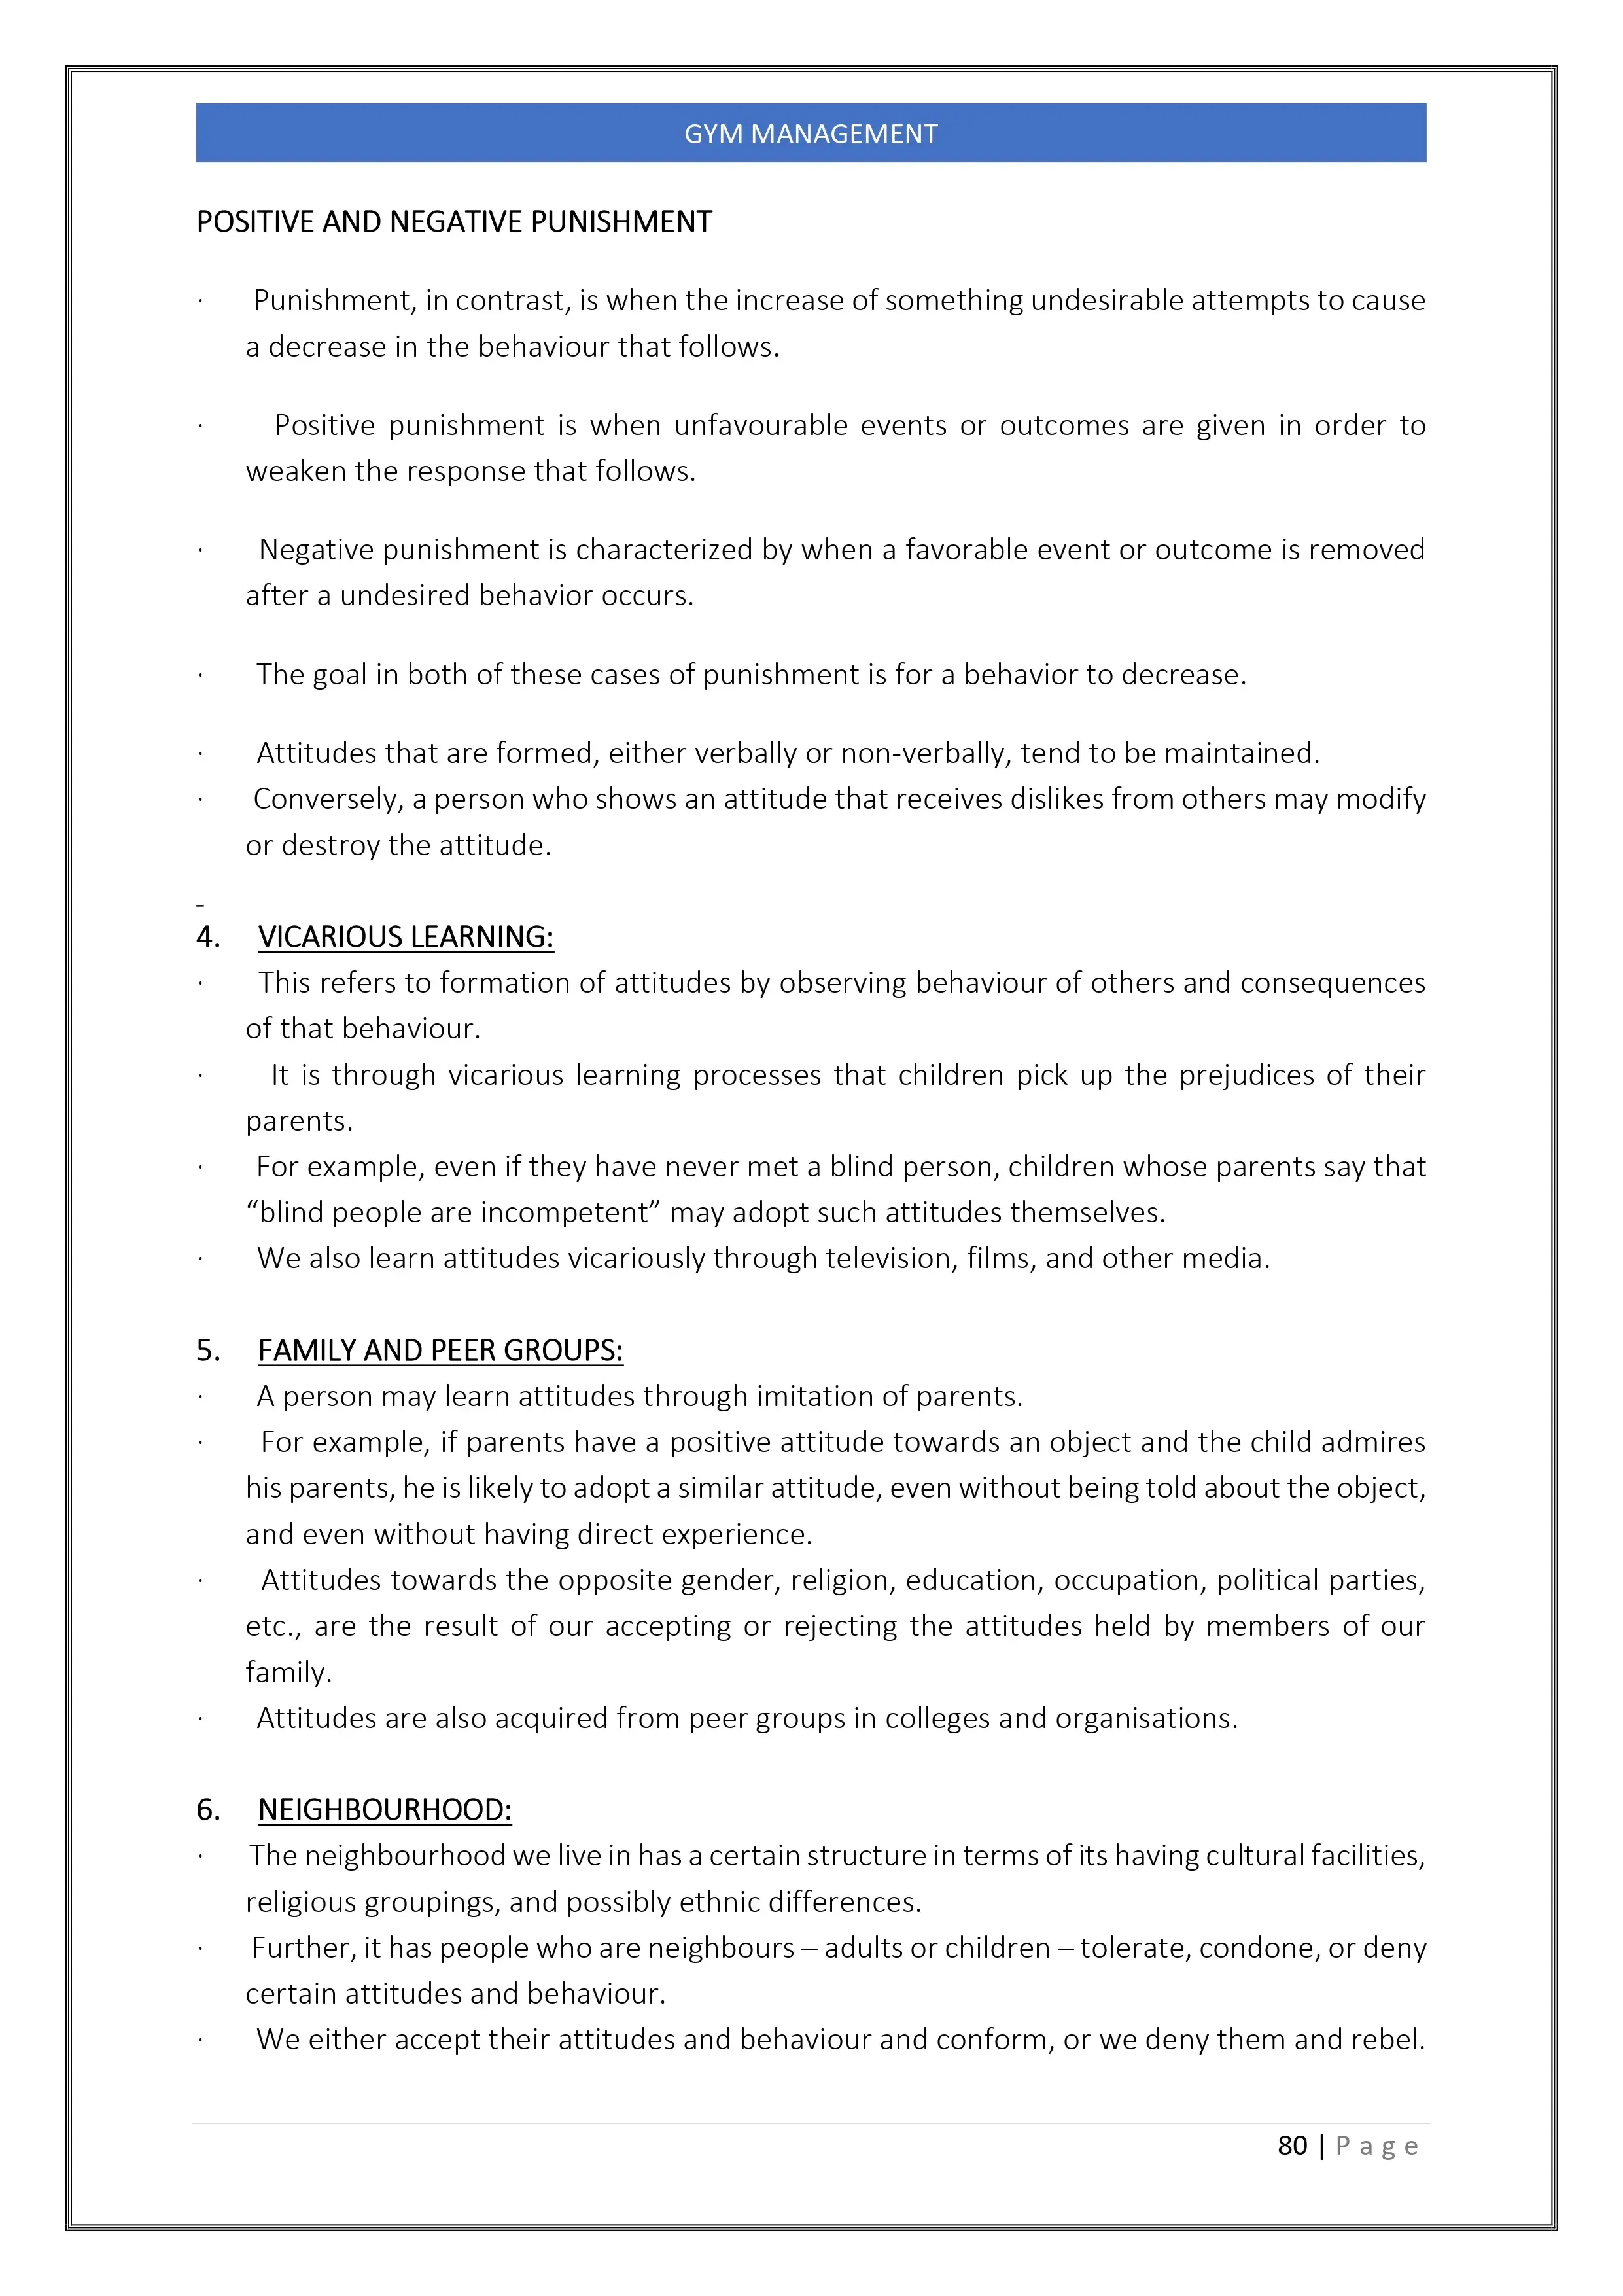 GYM MANAGEMENT
POSITIVE AND NEGATIVE PUNISHMENT
· Punishment, in contrast, is when the increase of something undesirable attempts to cause
a decrease in the behaviour that follows.
· Positive punishment is when unfavourable events or outcomes are given in order to
weaken the response that follows.
· Negative punishment is characterized by when a favorable event or outcome is removed
after a undesired behavior occurs.
· The goal in both of these cases of punishment is for a behavior to decrease.
· Attitudes that are formed, either verbally or non-verbally, tend to be maintained.
· Conversely, a person who shows an attitude that receives dislikes from others may modify
or destroy the attitude.
4. VICARIOUS LEARNING:
· This refers to formation of attitudes by observing behaviour of others and consequences
of that behaviour.
· It is through vicarious learning processes that children pick up the prejudices of their
parents.
· For example, even if they have never met a blind person, children whose parents say that
“blind people are incompetent” may adopt such attitudes themselves.
· We also learn attitudes vicariously through television, films, and other media.
5. FAMILY AND PEER GROUPS:
· A person may learn attitudes through imitation of parents.
· For example, if parents have a positive attitude towards an object and the child admires
his parents, he is likely to adopt a similar attitude, even without being told about the object,
and even without having direct experience.
· Attitudes towards the opposite gender, religion, education, occupation, political parties,
etc., are the result of our accepting or rejecting the attitudes held by members of our
family.
· Attitudes are also acquired from peer groups in colleges and organisations.
6. NEIGHBOURHOOD:
· The neighbourhood we live in has a certain structure in terms of its having cultural facilities,
religious groupings, and possibly ethnic differences.
· Further, it has people who are neighbours – adults or children – tolerate, condone, or deny
certain attitudes and behaviour.
· We either accept their attitudes and behaviour and conform, or we deny them and rebel.
80 | Page